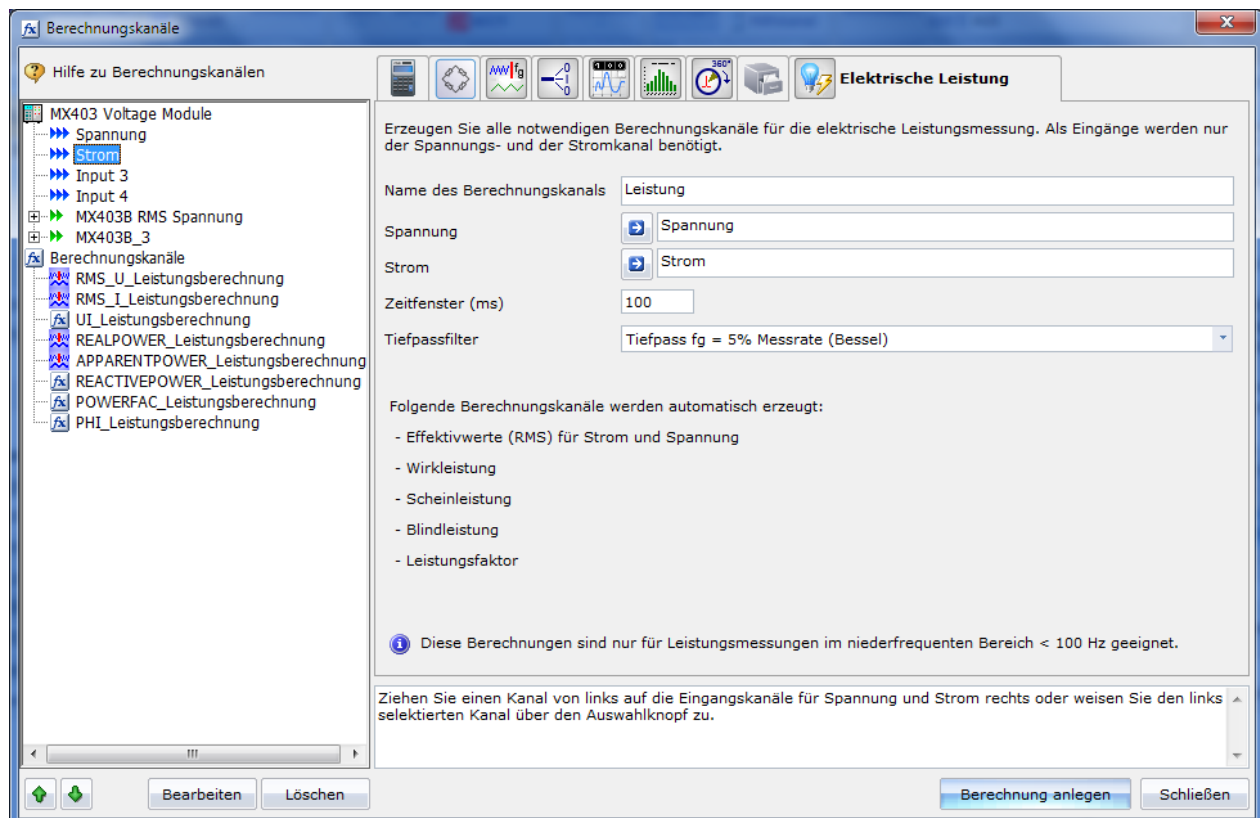 Berechnungskanäle
Hilfe zu Berechnungskanälen
MX403 Voltage Module
Spannung
Strom
Input 3
Input 4
MX403B RMS Spannung
MX403B_3
Berechnungskanäle
RMS_U_Leistungsberechnung
RMS_I_Leistungsberechnung
UI_Leistungsberechnung
REALPOWER_Leistungsberechnung
APPARENTPOWER_Leistungsberechnung
REACTIVEPOWER_Leistungsberechnung
POWERFAC_Leistungsberechnung
PHI_Leistungsberechnung
Elektrische Leistung
Erzeugen Sie alle notwendigen Berechnungskanäle für die elektrische Leistungsmessung. Als Eingänge werden nur
der Spannungs- und der Stromkanal benötigt.
Name des Berechnungskanals Leistung
Spannung Spannung
Strom Strom
Zeitfenster (ms) 100
Tiefpassfilter Tiefpass fg = 5% Messrate (Bessel)
Folgende Berechnungskanäle werden automatisch erzeugt:
- Effektivwerte (RMS) für Strom und Spannung
- Wirkleistung
- Scheinleistung
- Blindleistung
- Leistungsfaktor
Diese Berechnungen sind nur für Leistungsmessungen im niederfrequenten Bereich < 100 Hz geeignet.
Ziehen Sie einen Kanal von links auf die Eingangskanäle für Spannung und Strom rechts oder weisen Sie den links
selektierten Kanal über den Auswahlknopf zu.
Bearbeiten Löschen Berechnung anlegen Schließen